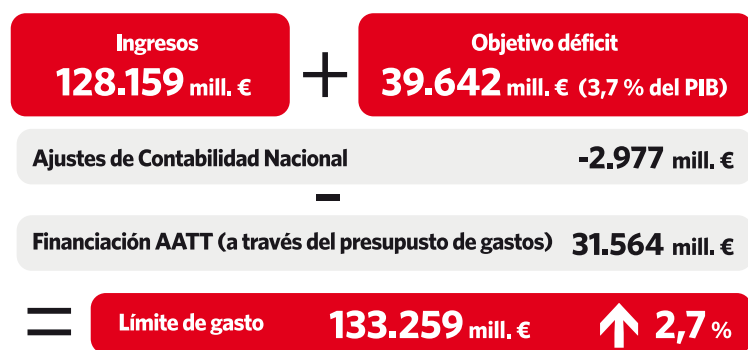 Ingresos
128.159 mill. €
+
Objetivo déficit
39.642 mill. € (3,7 % del PIB)
Ajustes de Contabilidad Nacional -2.977 mill. €
-
Financiación AATT (a través del presupusto de gastos) 31.564 mill. €
= Límite de gasto 133.259 mill. € ↑ 2,7 %